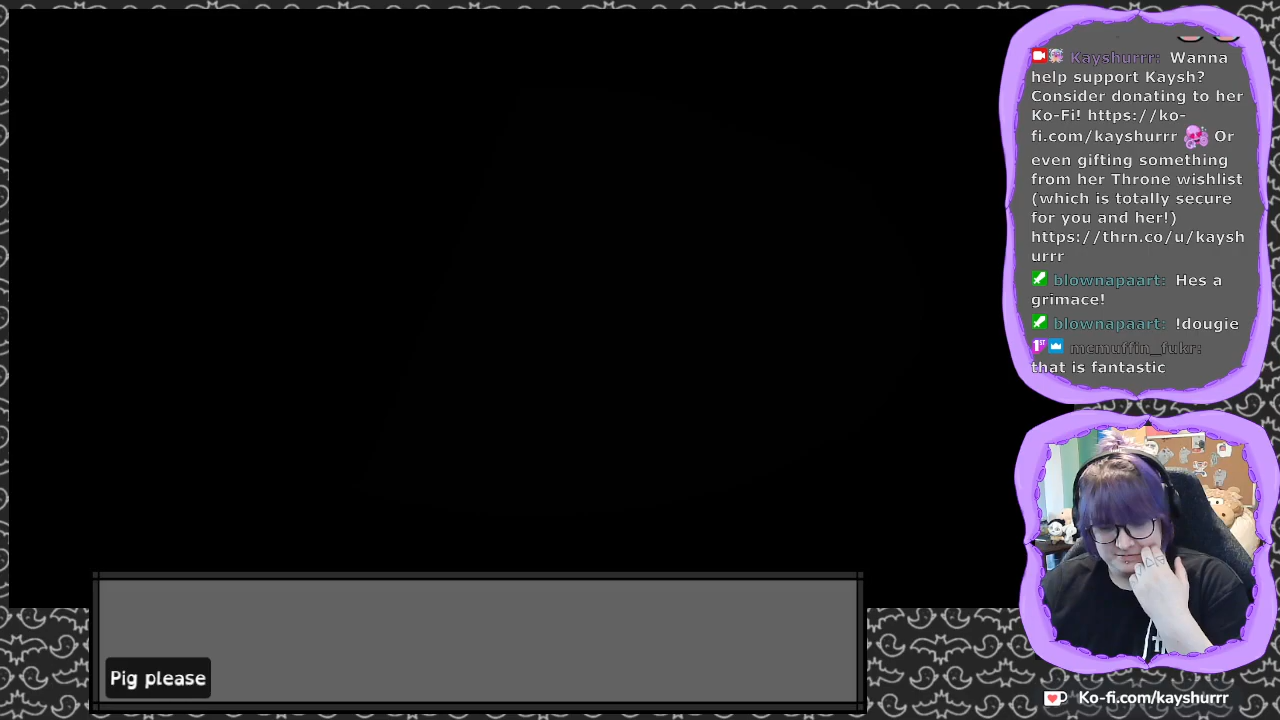 Kayshurrr: Wanna
help support Kaysh?
Consider donating to her
Ko-Fi! https://ko-
fi.com/kayshurrr Or
even gifting something
from her Throne wishlist
(which is totally secure
for you and her!)
https://thrn.co/u/kaysh
urrr
blownapaart: Hes a
grimace!
blownapaart: !dougie
1ST mcmuffin_fukr:
that is fantastic
Pig please
Ko-fi.com/kayshurrr